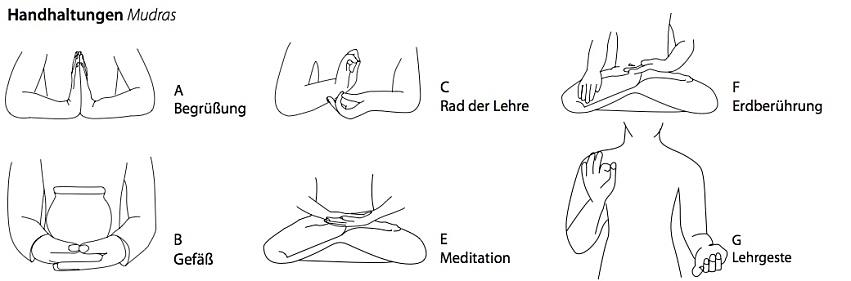 Handhaltungen Mudras
A
Begrüßung
B
Gefäß
C
Rad der Lehre
E
Meditation
F
Erdberührung
G
Lehrgeste